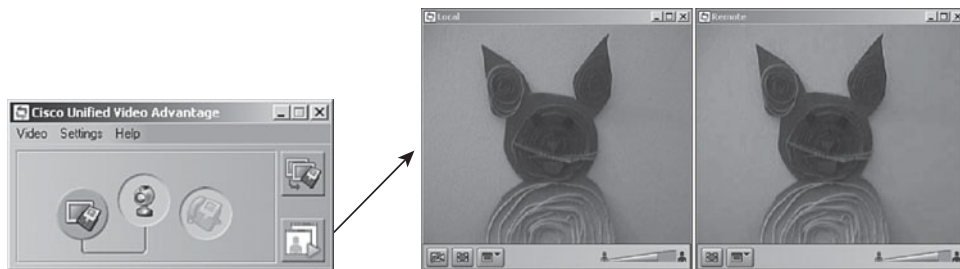 Cisco Unified Video Advantage
Video Settings Help
Local
Remote